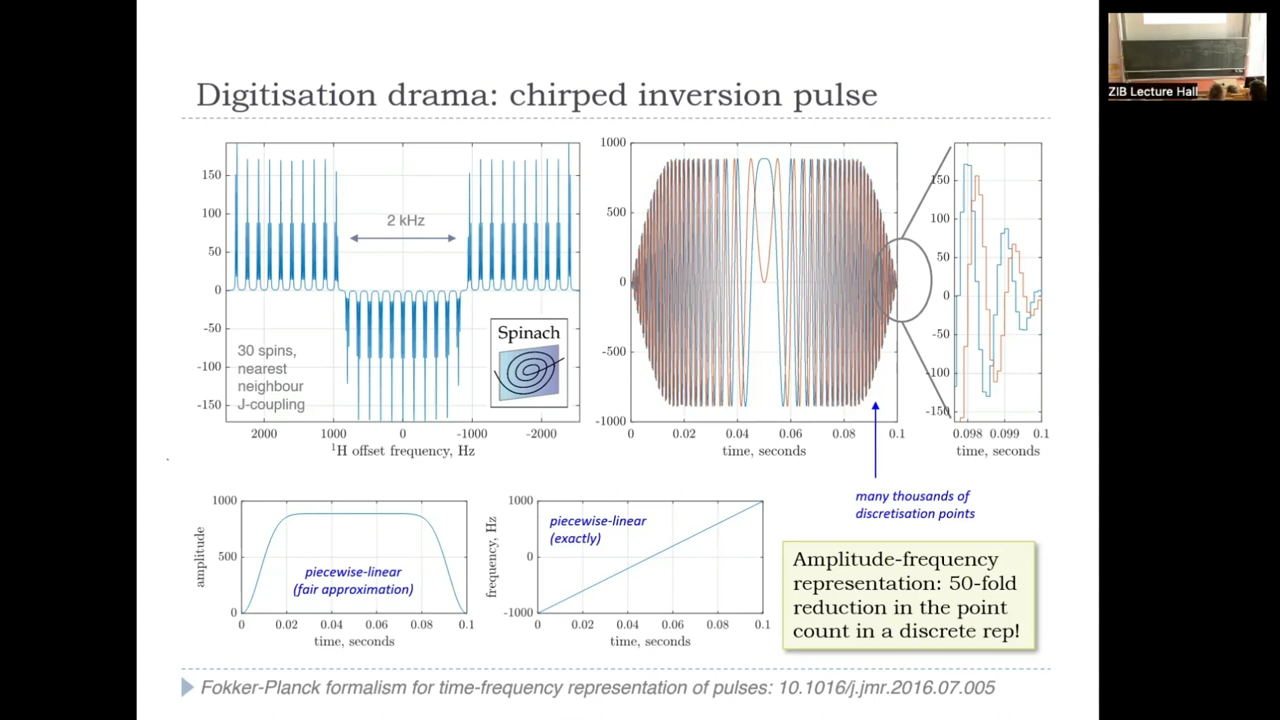 Digitisation drama: chirped inversion pulse
ZIB Lecture Hall
150
100
50
0
-50
-100
-150
2 kHz
30 spins,
nearest
neighbour
J-coupling
Spinach
2000 1000 0 -1000 -2000
¹H offset frequency, Hz
1000
500
0
-500
-1000
0 0.02 0.04 0.06 0.08 0.1
time, seconds
150
100
50
0
-50
-100
-150
0.098 0.099 0.1
time, seconds
many thousands of
discretisation points
1000
500
0
amplitude
piecewise-linear
(fair approximation)
0 0.02 0.04 0.06 0.08 0.1
time, seconds
1000
0
-1000
frequency, Hz
piecewise-linear
(exactly)
0 0.02 0.04 0.06 0.08 0.1
time, seconds
Amplitude-frequency
representation: 50-fold
reduction in the point
count in a discrete rep!
Fokker-Planck formalism for time-frequency representation of pulses: 10.1016/j.jmr.2016.07.005